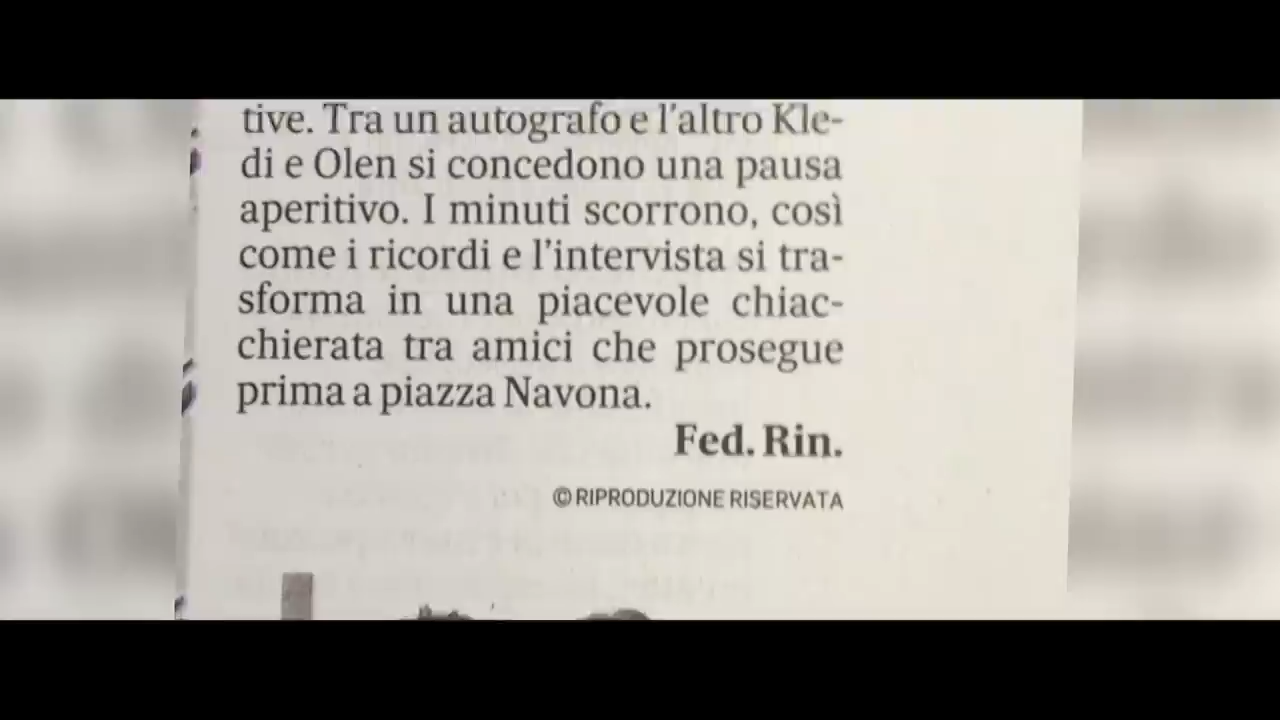 tive. Tra un autografo e l'altro Kle-
di e Olen si concedono una pausa
aperitivo. I minuti scorrono, così
come i ricordi e l'intervista si tra-
sforma in una piacevole chiac-
chierata tra amici che prosegue
prima a piazza Navona.
Fed. Rin.
© RIPRODUZIONE RISERVATA